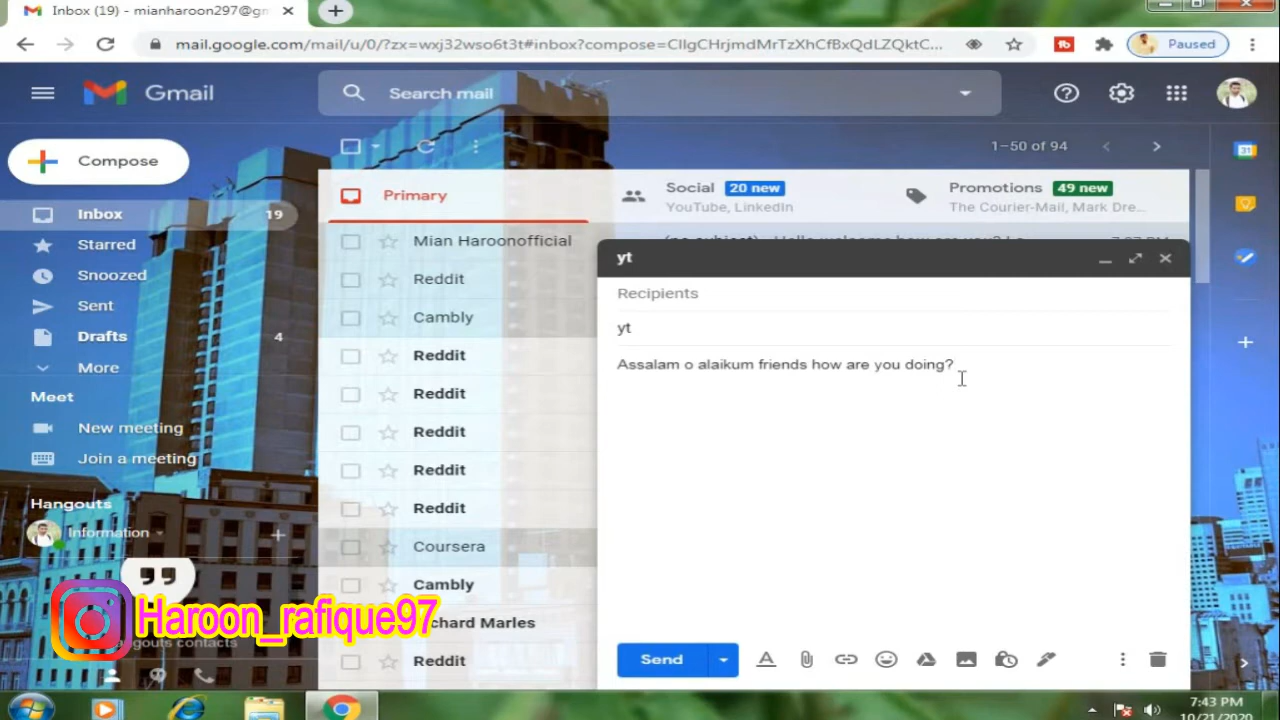 Inbox (19) - mianharoon297@gm
mail.google.com/mail/u/0/?zx=wxj32wso6t3t#inbox?compose=CllgCHrjmdMrTzXhCfBxQdLZQktC...
Paused
Gmail
Search mail
Compose
1–50 of 94
Inbox 19
Starred
Snoozed
Sent
Drafts 4
More
Meet
New meeting
Join a meeting
Hangouts
Information
Primary
Social 20 new
YouTube, LinkedIn
Promotions 49 new
The Courier-Mail, Mark Dre...
Mian Haroonofficial
Reddit
Cambly
Reddit
Reddit
Reddit
Reddit
Reddit
Coursera
Cambly
chard Marles
Reddit
yt
Recipients
yt
Assalam o alaikum friends how are you doing?
Send
Haroon_rafique97
angouts contacts
7:43 PM
10/21/2020